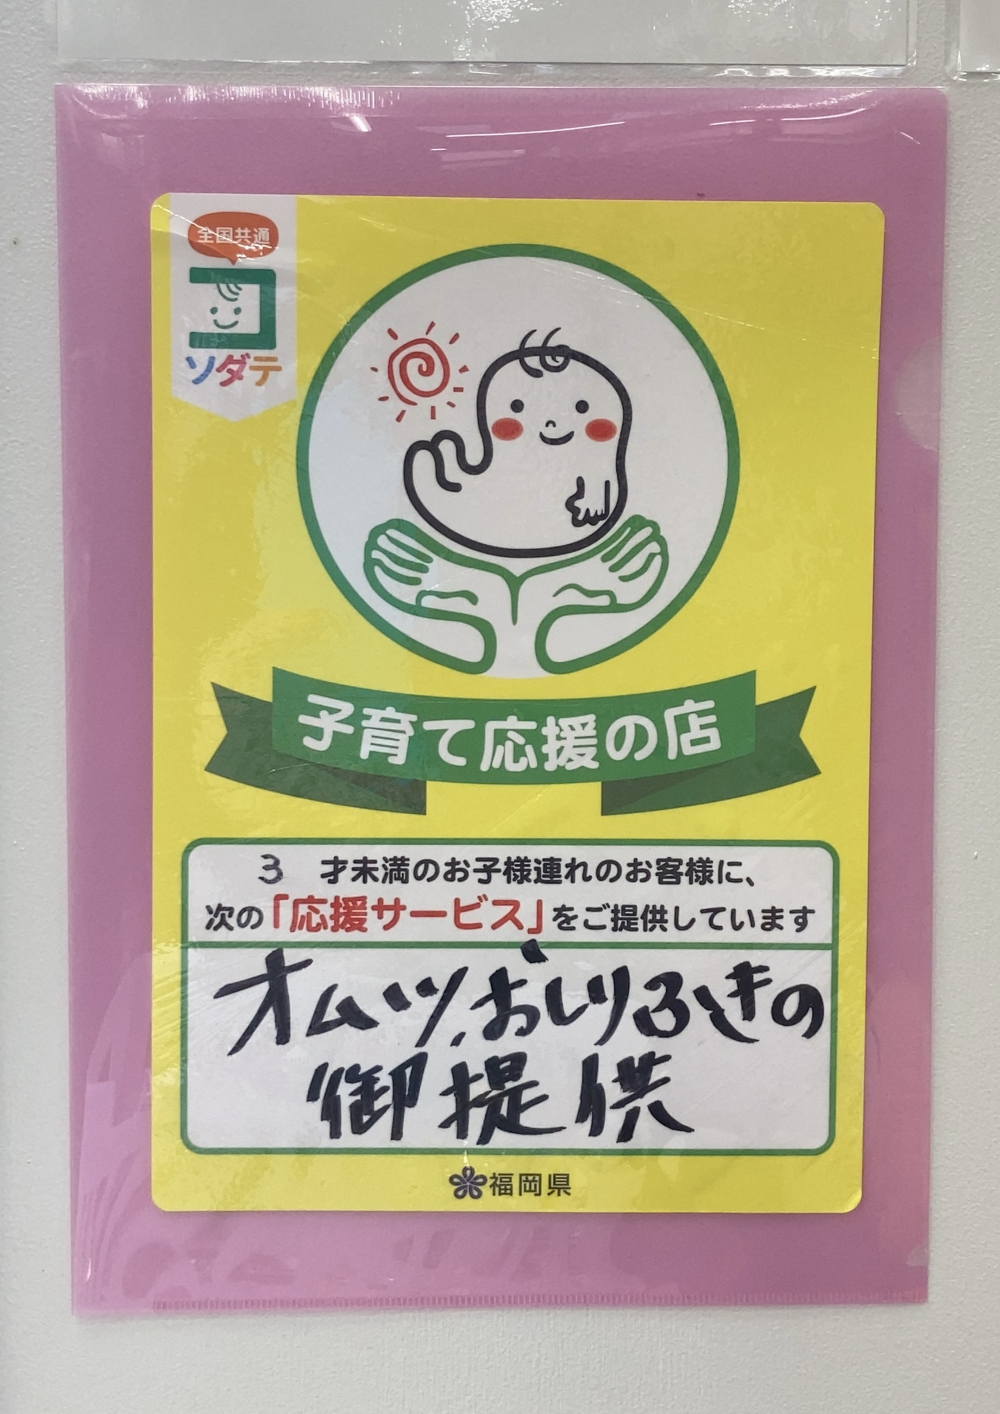 全国共通
コ
ソダテ
子育て応援の店
3 才未満のお子様連れのお客様に、
次の「応援サービス」をご提供しています
オムツ、おしりふきの
御提供
福岡県